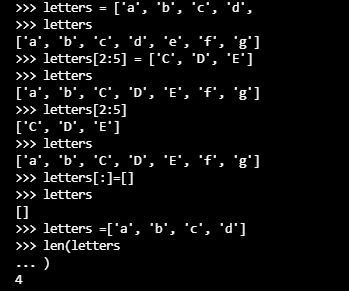 >>> letters = ['a', 'b', 'c', 'd',
>>> letters
['a', 'b', 'c', 'd', 'e', 'f', 'g']
>>> letters[2:5] = ['C', 'D', 'E']
>>> letters
['a', 'b', 'C', 'D', 'E', 'f', 'g']
>>> letters[2:5]
['C', 'D', 'E']
>>> letters
['a', 'b', 'C', 'D', 'E', 'f', 'g']
>>> letters[:]=[]
>>> letters
[]
>>> letters =['a', 'b', 'c', 'd']
>>> len(letters
... )
4